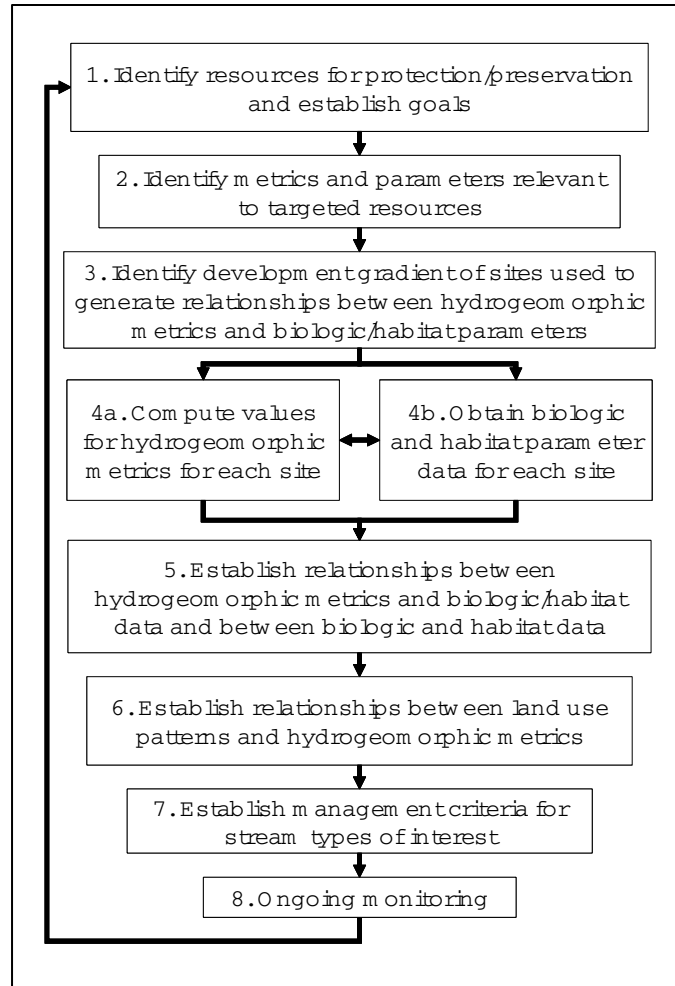 1. Identify resources for protection/preservation
and establish goals
2. Identify metrics and parameters relevant
to targeted resources
3. Identify development gradient of sites used to
generate relationships between hydrogeomorphic
metrics and biologic/habitat parameters
4a. Compute values
for hydrogeomorphic
metrics for each site
4b. Obtain biologic
and habitat parameter
data for each site
5. Establish relationships between
hydrogeomorphic metrics and biologic/habitat
data and between biologic and habitat data
6. Establish relationships between land use
patterns and hydrogeomorphic metrics
7. Establish management criteria for
stream types of interest
8. Ongoing monitoring